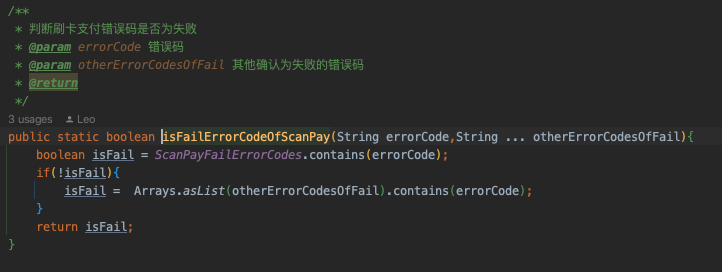 /**
 * 判断刷卡支付错误码是否为失败
 * @param errorCode 错误码
 * @param otherErrorCodesOfFail 其他确认为失败的错误码
 * @return
 */
3 usages  Leo
public static boolean isFailErrorCodeOfScanPay(String errorCode,String ... otherErrorCodesOfFail){
    boolean isFail = ScanPayFailErrorCodes.contains(errorCode);
    if(!isFail){
        isFail =  Arrays.asList(otherErrorCodesOfFail).contains(errorCode);
    }
    return isFail;
}